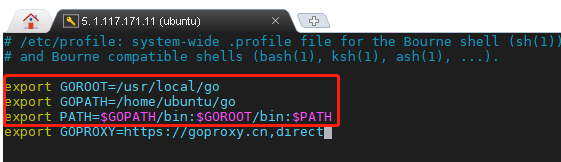 5. 1.117.171.11 (ubuntu)
# /etc/profile: system-wide .profile file for the Bourne shell (sh(1))
# and Bourne compatible shells (bash(1), ksh(1), ash(1), ...).
export GOROOT=/usr/local/go
export GOPATH=/home/ubuntu/go
export PATH=$GOPATH/bin:$GOROOT/bin:$PATH
export GOPROXY=https://goproxy.cn,direct